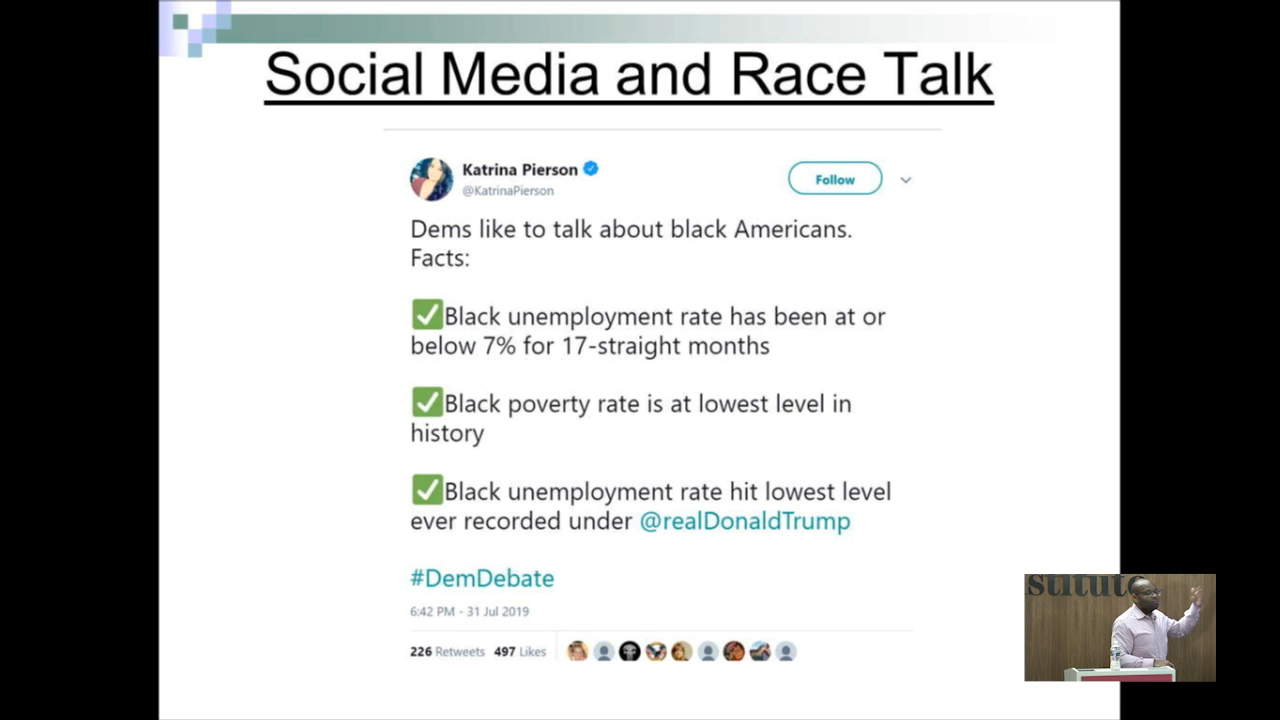 Social Media and Race Talk
Katrina Pierson
@KatrinaPierson
Follow
Dems like to talk about black Americans.
Facts:
✅Black unemployment rate has been at or
below 7% for 17-straight months
✅Black poverty rate is at lowest level in
history
✅Black unemployment rate hit lowest level
ever recorded under @realDonaldTrump
#DemDebate
6:42 PM - 31 Jul 2019
226 Retweets 497 Likes